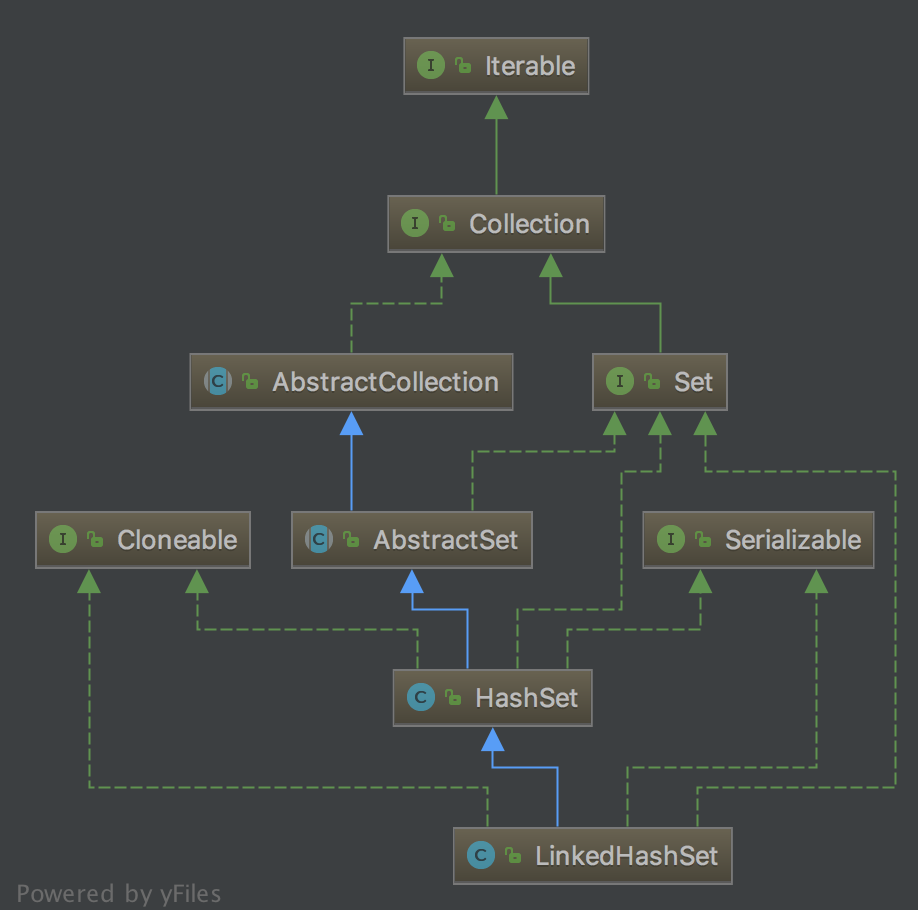 I Iterable
I Collection
C AbstractCollection
I Set
I Cloneable
C AbstractSet
I Serializable
C HashSet
C LinkedHashSet
Powered by yFiles